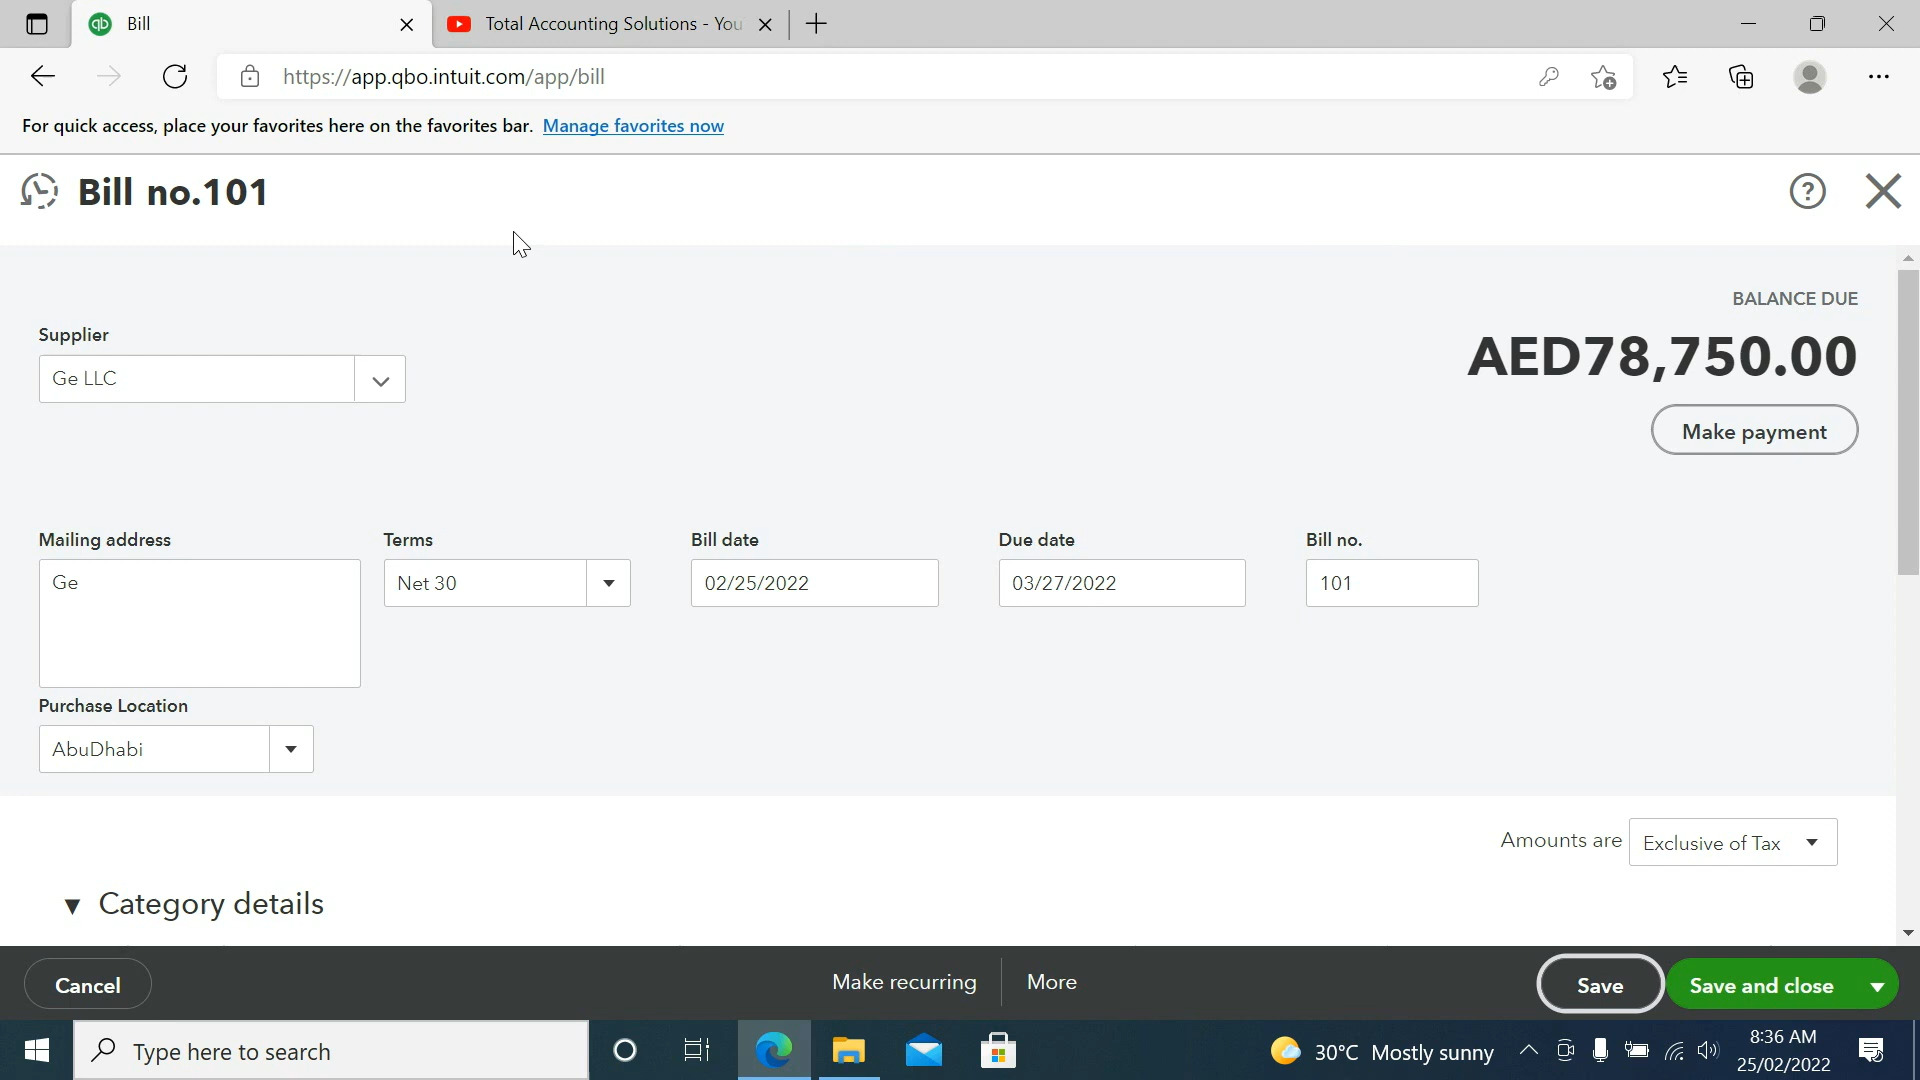 Bill
Total Accounting Solutions - You
https://app.qbo.intuit.com/app/bill
For quick access, place your favorites here on the favorites bar. Manage favorites now
Bill no.101
BALANCE DUE
Supplier
AED78,750.00
Ge LLC
Make payment
Mailing address Terms Bill date Due date Bill no.
Ge Net 30 02/25/2022 03/27/2022 101
Purchase Location
AbuDhabi
Amounts are Exclusive of Tax
Category details
Cancel Make recurring More Save Save and close
Type here to search 30°C Mostly sunny 8:36 AM
25/02/2022